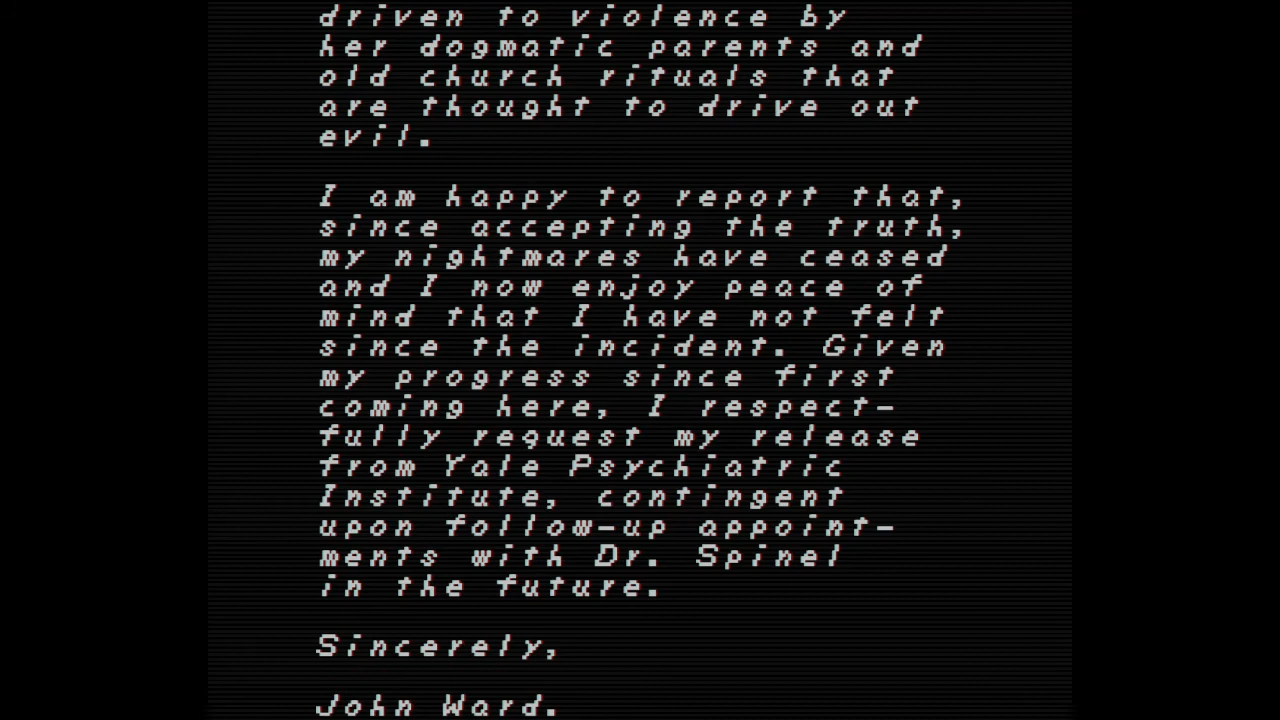 driven to violence by
her dogmatic parents and
old church rituals that
are thought to drive out
evil.
I am happy to report that,
since accepting the truth,
my nightmares have ceased
and I now enjoy peace of
mind that I have not felt
since the incident. Given
my progress since first
coming here, I respect-
fully request my release
from Yale Psychiatric
Institute, contingent
upon follow-up appoint-
ments with Dr. Spinel
in the future.
Sincerely,
John Ward.